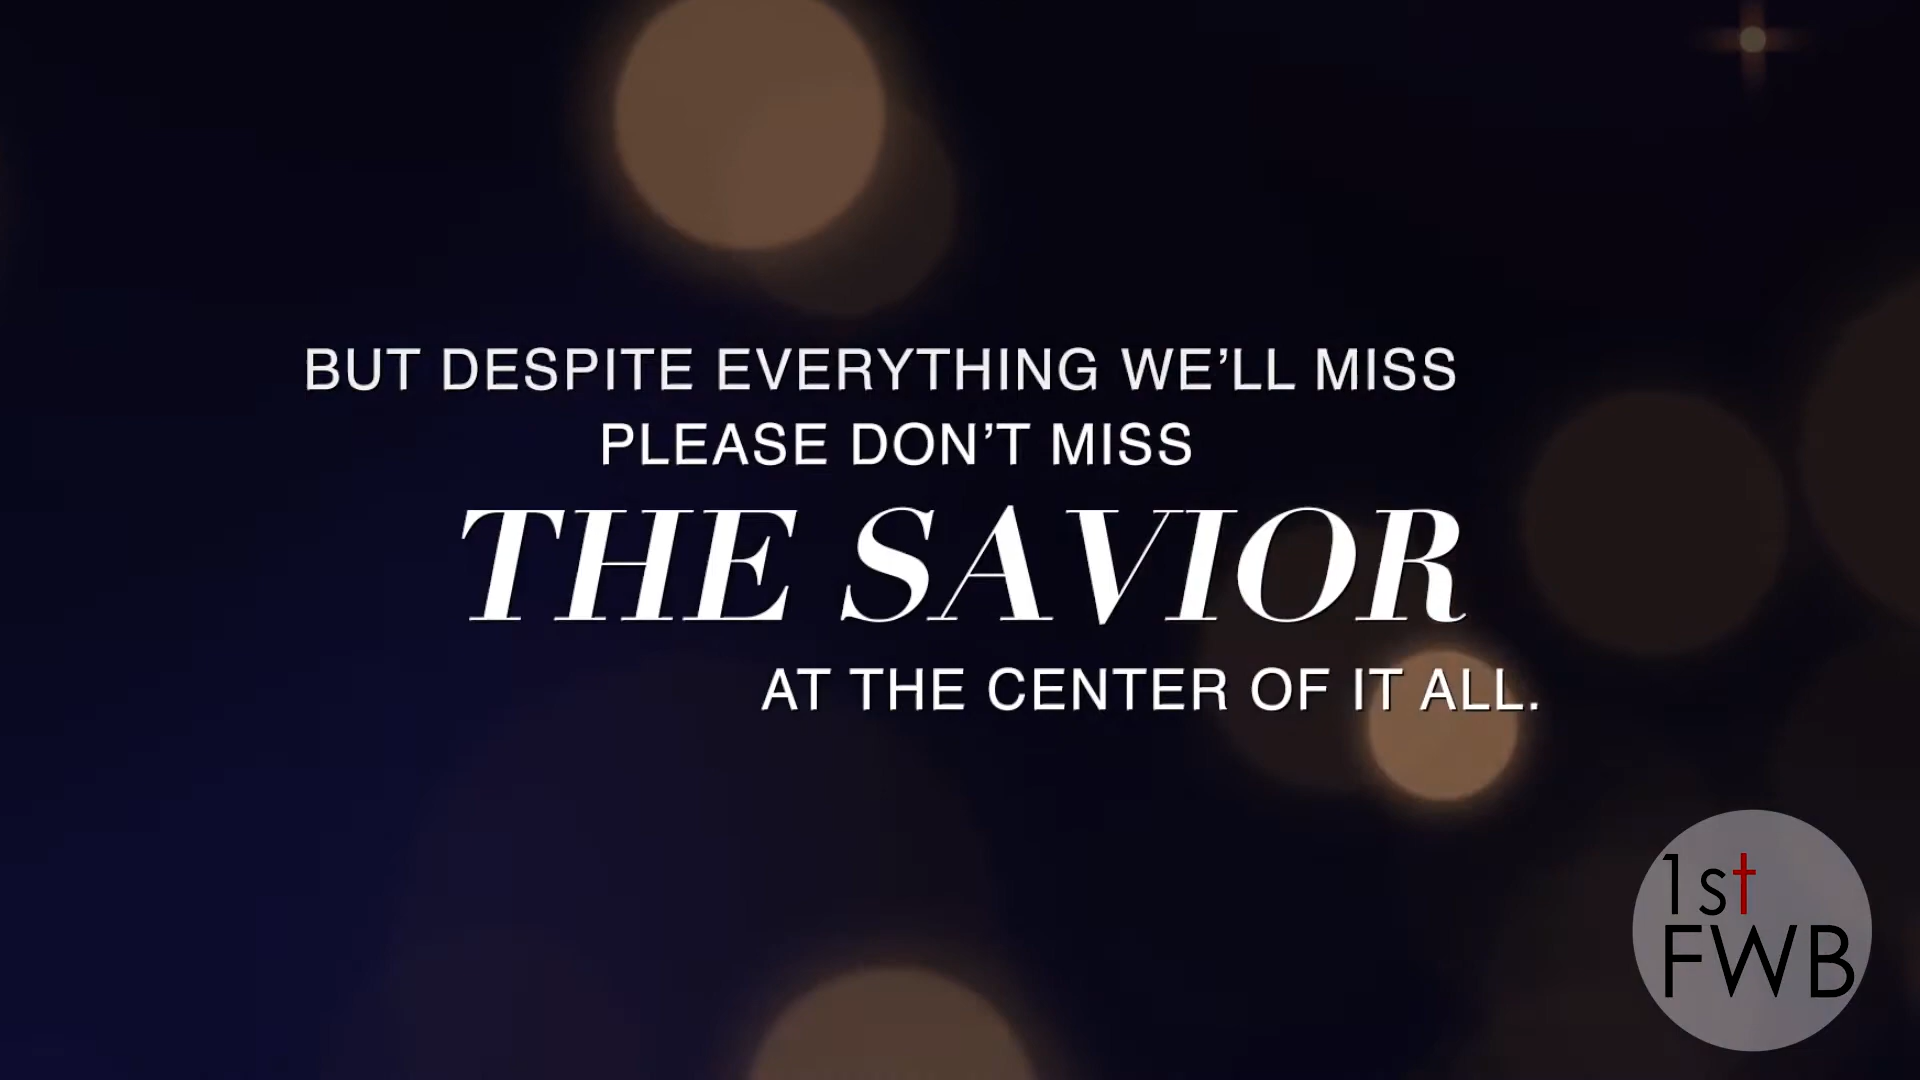 BUT DESPITE EVERYTHING WE'LL MISS
PLEASE DON'T MISS
THE SAVIOR
AT THE CENTER OF IT ALL.
1st
FWB